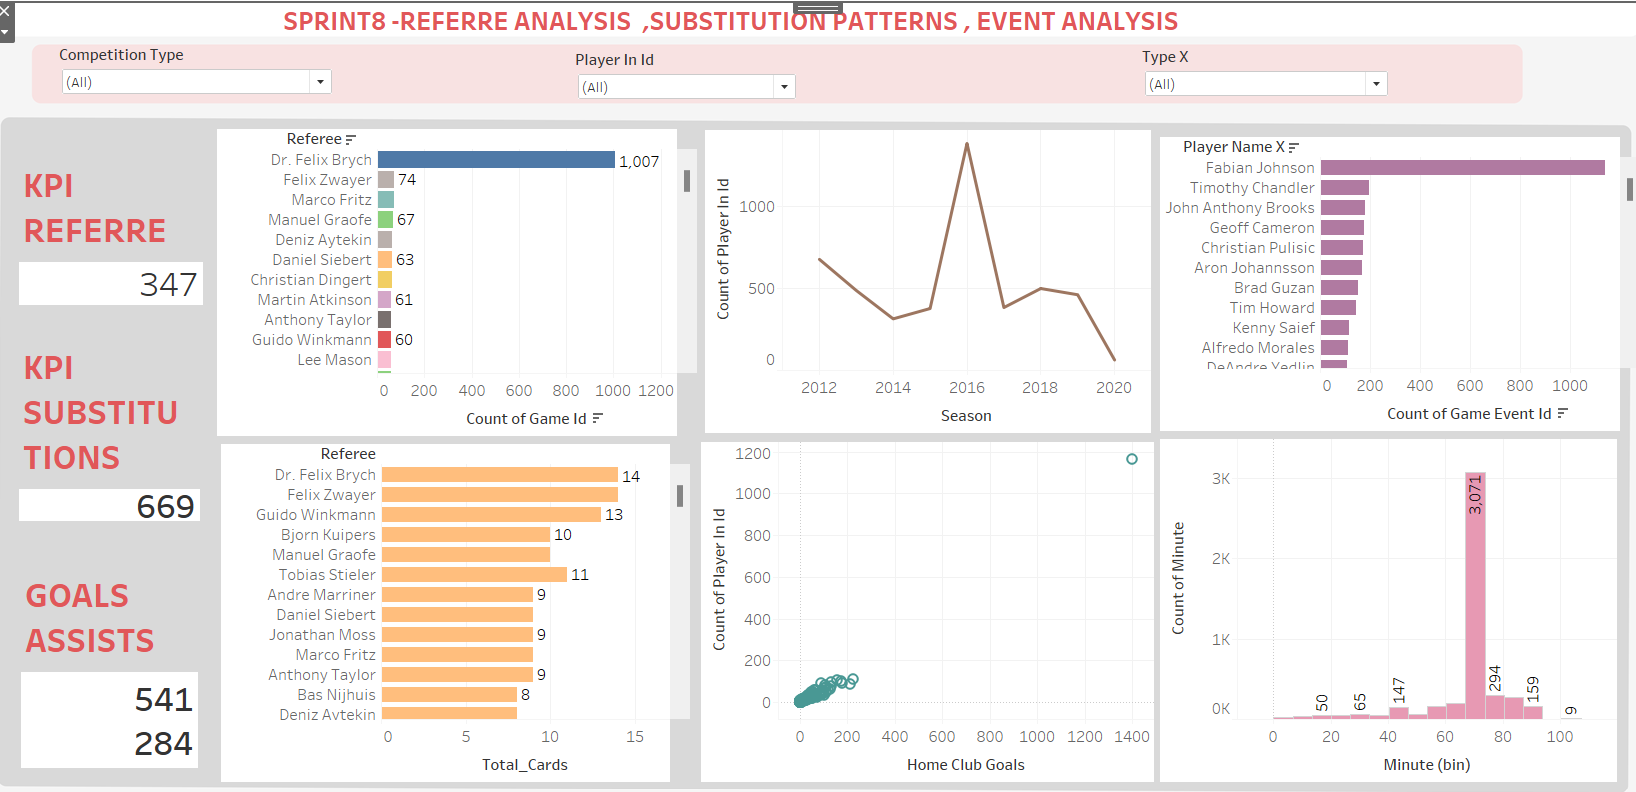 SPRINT8 -REFERRE ANALYSIS ,SUBSTITUTION PATTERNS , EVENT ANALYSIS
Competition Type
(All)
Player In Id
(All)
Type X
(All)
KPI
REFERRE
347
KPI
SUBSTITU
TIONS
669
GOALS
ASSISTS
541
284
Referee
Dr. Felix Brych 1,007
Felix Zwayer 74
Marco Fritz
Manuel Graofe 67
Deniz Aytekin
Daniel Siebert 63
Christian Dingert
Martin Atkinson 61
Anthony Taylor
Guido Winkmann 60
Lee Mason
0 200 400 600 800 1000 1200
Count of Game Id
Count of Player In Id
1000
500
0
2012 2014 2016 2018 2020
Season
Player Name X
Fabian Johnson
Timothy Chandler
John Anthony Brooks
Geoff Cameron
Christian Pulisic
Aron Johannsson
Brad Guzan
Tim Howard
Kenny Saief
Alfredo Morales
DeAndre Yedlin
0 200 400 600 800 1000
Count of Game Event Id
Referee
Dr. Felix Brych 14
Felix Zwayer
Guido Winkmann 13
Bjorn Kuipers 10
Manuel Graofe
Tobias Stieler 11
Andre Marriner 9
Daniel Siebert
Jonathan Moss 9
Marco Fritz
Anthony Taylor 9
Bas Nijhuis 8
Deniz Aytekin
0 5 10 15
Total_Cards
Count of Player In Id
1200
1000
800
600
400
200
0
0 200 400 600 800 1000 1200 1400
Home Club Goals
Count of Minute
3K
2K
1K
0K
50 65 147 3,071 294 159 9
0 20 40 60 80 100
Minute (bin)